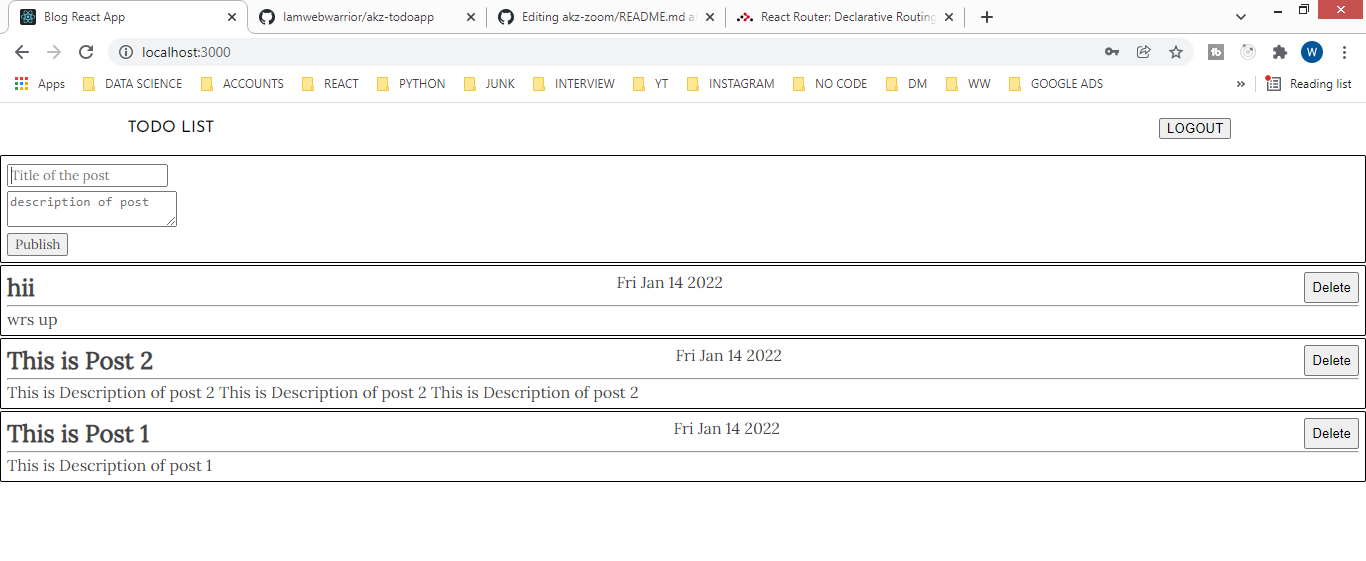 Blog React App
Iamwebwarrior/akz-todoapp
Editing akz-zoom/README.md at
React Router: Declarative Routing
localhost:3000
W
Apps DATA SCIENCE ACCOUNTS REACT PYTHON JUNK INTERVIEW YT INSTAGRAM NO CODE DM WW GOOGLE ADS » Reading list
TODO LIST LOGOUT
Title of the post
description of post
Publish
hii Fri Jan 14 2022 Delete
wrs up
This is Post 2 Fri Jan 14 2022 Delete
This is Description of post 2 This is Description of post 2 This is Description of post 2
This is Post 1 Fri Jan 14 2022 Delete
This is Description of post 1